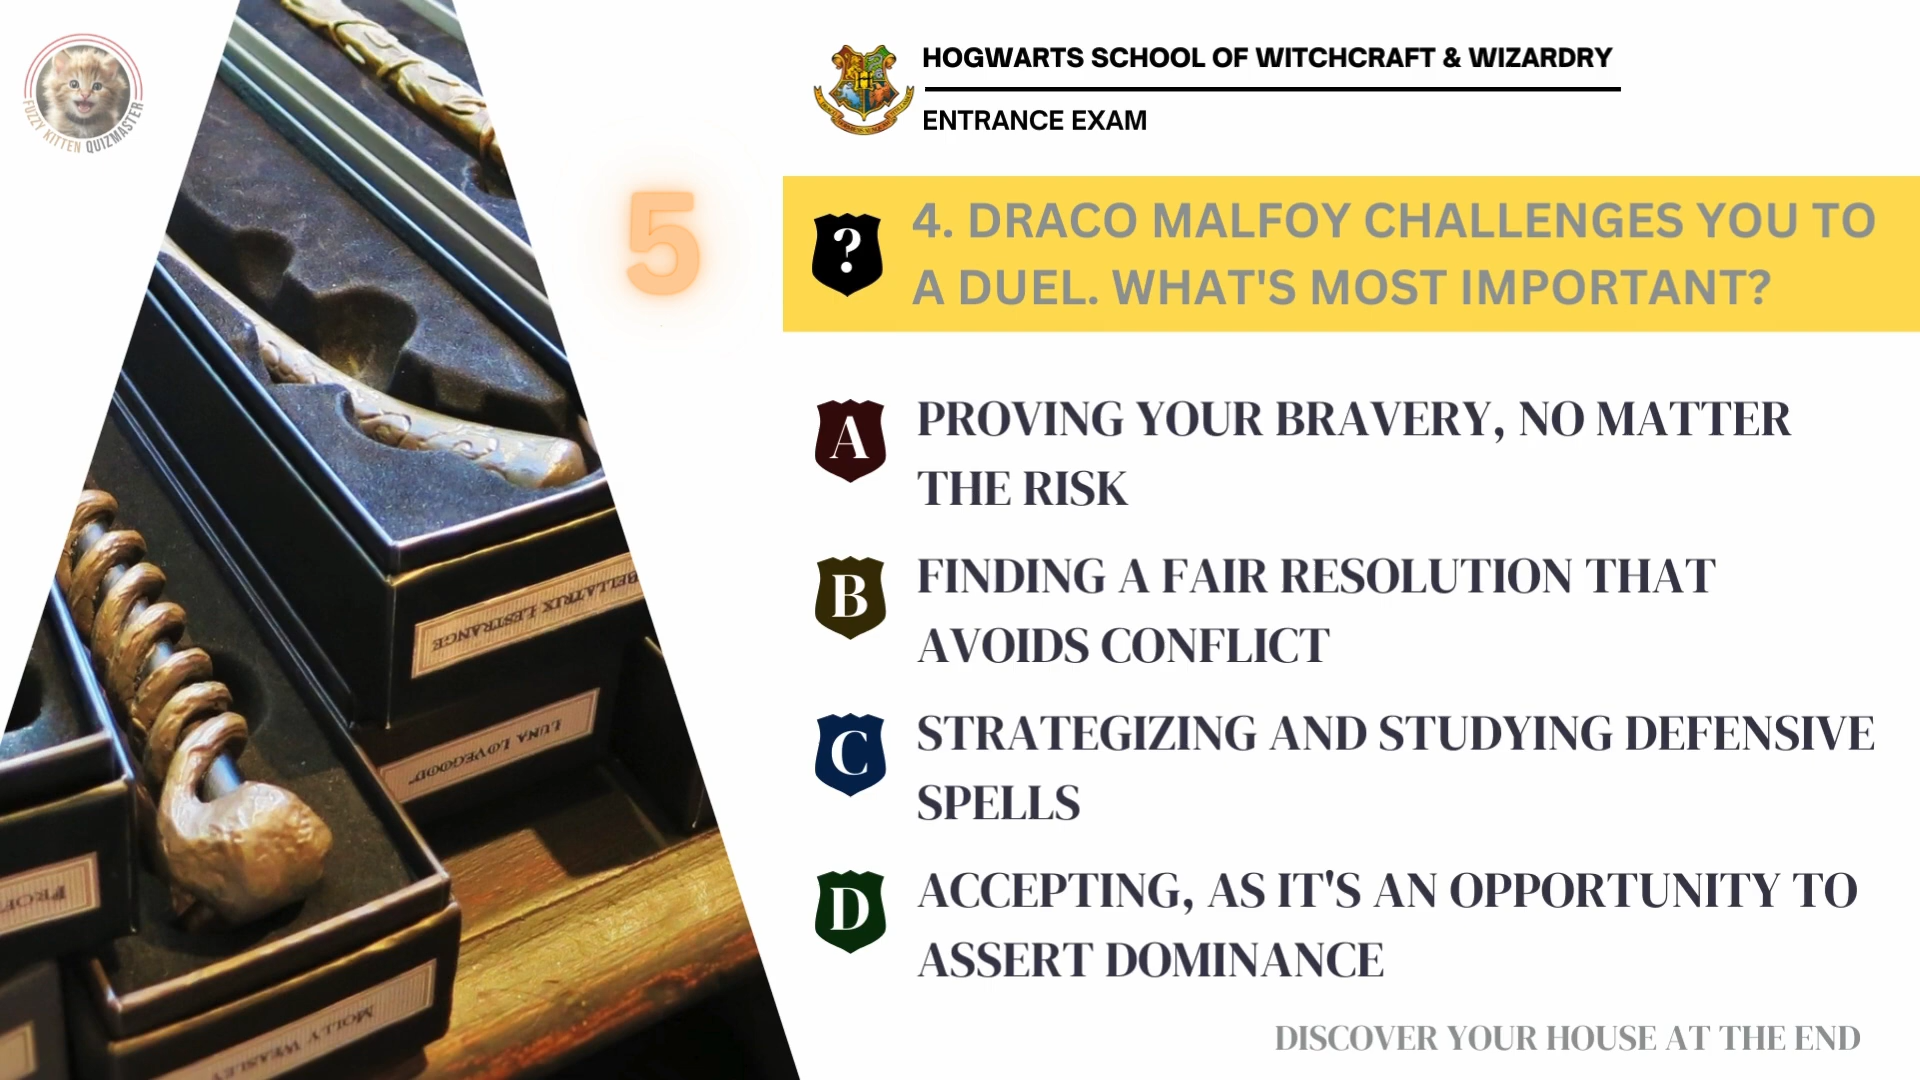 FUZZY KITTEN QUIZMASTER
HOGWARTS SCHOOL OF WITCHCRAFT & WIZARDRY
ENTRANCE EXAM
5
?
4. DRACO MALFOY CHALLENGES YOU TO
A DUEL. WHAT'S MOST IMPORTANT?
A
PROVING YOUR BRAVERY, NO MATTER
THE RISK
B
FINDING A FAIR RESOLUTION THAT
AVOIDS CONFLICT
C
STRATEGIZING AND STUDYING DEFENSIVE
SPELLS
D
ACCEPTING, AS IT'S AN OPPORTUNITY TO
ASSERT DOMINANCE
BELLATRIX LESTRANGE
LUNA LOVEGOOD
MOLLY WEASLEY
DISCOVER YOUR HOUSE AT THE END